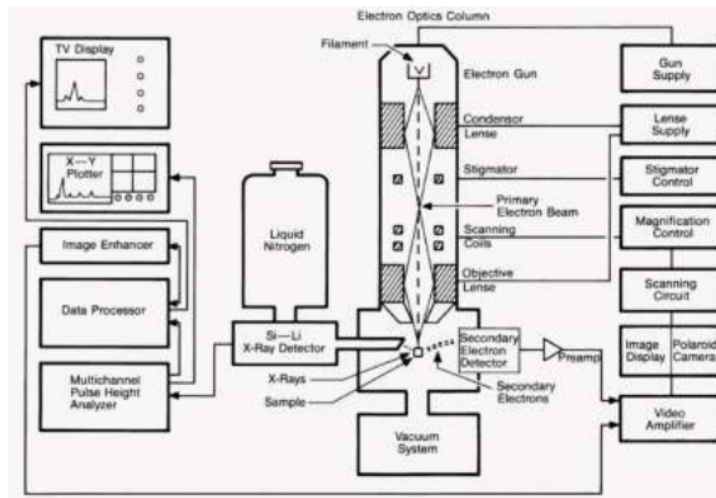 Electron Optics Column
TV Display
Filament
Electron Gun
Gun
Supply
Condensor
Lense
Lense
Supply
X—Y
Plotter
Stigmator
Stigmator
Control
Liquid
Nitrogen
Primary
Electron Beam
Magnification
Control
Image Enhancer
Scanning
Coils
Data Processor
Objective
Lense
Scanning
Circuit
Si—Li
X-Ray Detector
Secondary
Electron
Detector
Preamp
Image
Display
Polaroid
Camera
Multichannel
Pulse Height
Analyzer
X-Rays
Sample
Secondary
Electrons
Video
Amplifier
Vacuum
System